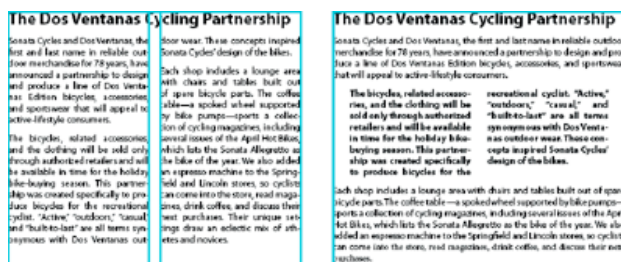 The Dos Ventanas Cycling Partnership
Sonata Cycles and Dos Ventanas, the
first and last name in reliable out-
door merchandise for 78 years, have
announced a partnership to design
and produce a line of Dos Venta-
nas Edition bicycles, accessories,
and sportswear that will appeal to
active-lifestyle consumers.
The bicycles, related accessories,
and the clothing will be sold only
through authorized retailers and will
be available in time for the holiday
bike-buying season. This partner-
ship was created specifically to pro-
duce bicycles for the recreational
cyclist. "Active," "outdoors," "casual,"
and "built-to-last" are all terms syn-
onymous with Dos Ventanas out-
door wear. These concepts inspired
Sonata Cycles' design of the bikes.
Each shop includes a lounge area
with chairs and tables built out
of spare bicycle parts. The coffee
table—a spoked wheel supported
by bike pumps—sports a collec-
tion of cycling magazines, including
several issues of the April Hot Bikes,
which lists the Sonata Allegretto as
the bike of the year. We also added
an espresso machine to the Spring-
field and Lincoln stores, so cyclists
can come into the store, read maga-
zines, drink coffee, and discuss their
next purchases. Their unique set-
tings draw an eclectic mix of ath-
letes and novices.
The Dos Ventanas Cycling Partnership
Sonata Cycles and Dos Ventanas, the first and last name in reliable outdoor
merchandise for 78 years, have announced a partnership to design and pro-
duce a line of Dos Ventanas Edition bicycles, accessories, and sportswear
that will appeal to active-lifestyle consumers.
The bicycles, related accesso-
ries, and the clothing will be
sold only through authorized
retailers and will be available
in time for the holiday bike-
buying season. This partner-
ship was created specifically
to produce bicycles for the
recreational cyclist. "Active,"
"outdoors," "casual," and
"built-to-last" are all terms
synonymous with Dos Venta-
nas outdoor wear. These con-
cepts inspired Sonata Cycles'
design of the bikes.
Each shop includes a lounge area with chairs and tables built out of spare
bicycle parts. The coffee table—a spoked wheel supported by bike pumps—
sports a collection of cycling magazines, including several issues of the April
Hot Bikes, which lists the Sonata Allegretto as the bike of the year. We also
added an espresso machine to the Springfield and Lincoln stores, so cyclists
can come into the store, read magazines, drink coffee, and discuss their next
purchases.